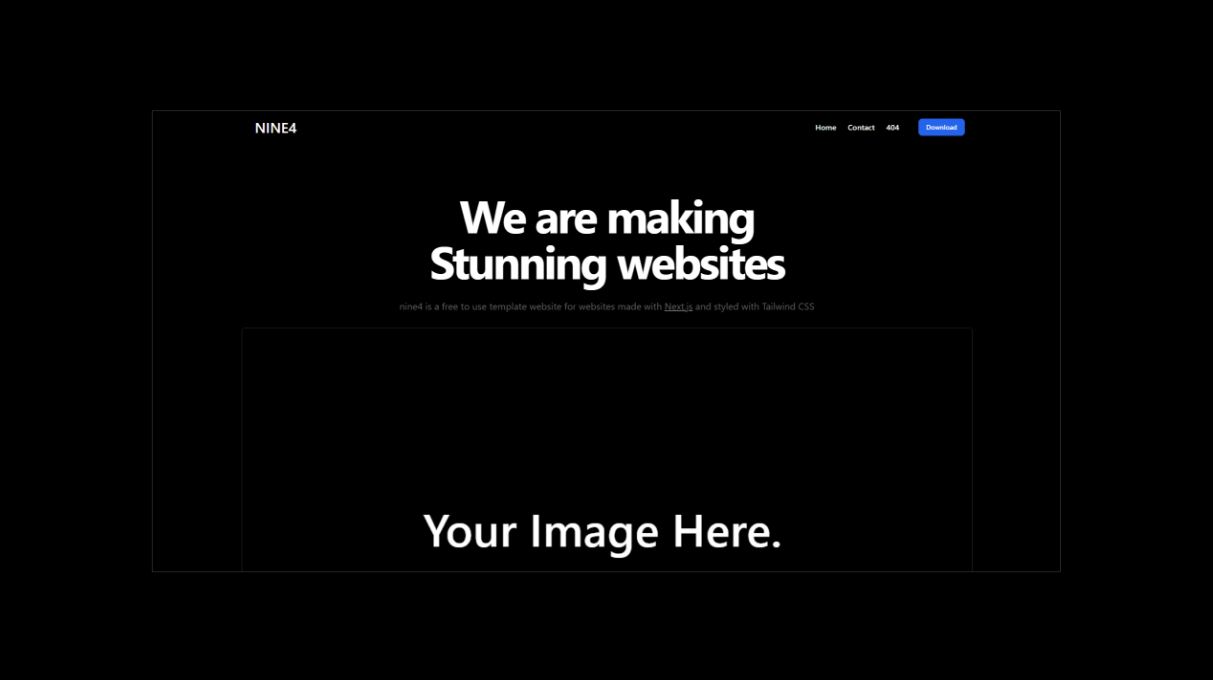 NINE4
Home Contact 404 Download
We are making
Stunning websites
nine4 is a free to use template website for websites made with Next.js and styled with Tailwind CSS
Your Image Here.